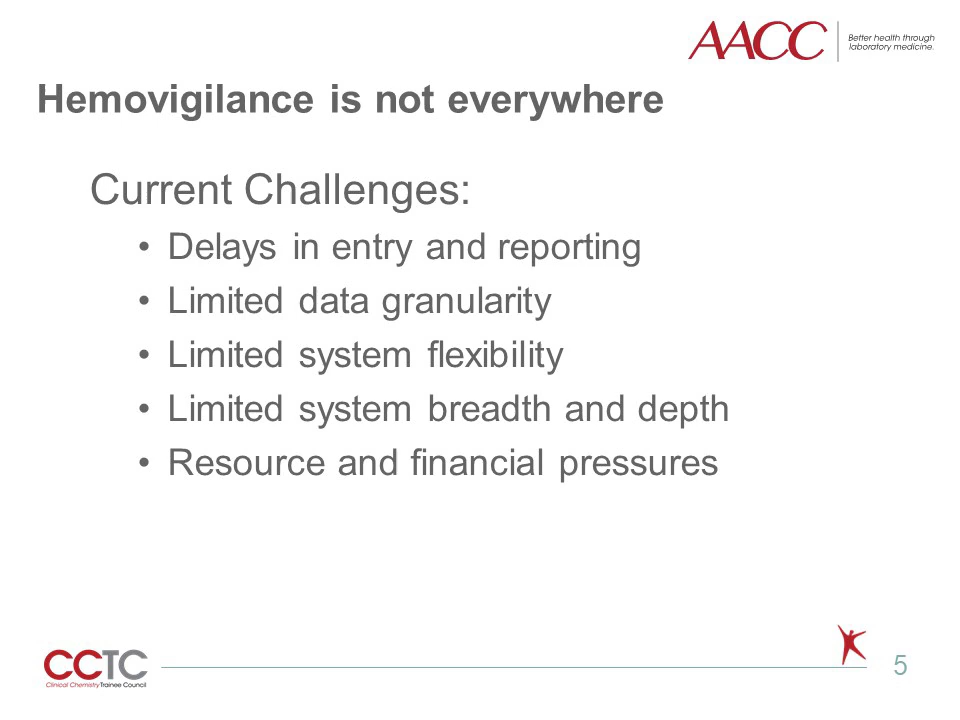 AACC
Better health through
laboratory medicine.
Hemovigilance is not everywhere
Current Challenges:
• Delays in entry and reporting
• Limited data granularity
• Limited system flexibility
• Limited system breadth and depth
• Resource and financial pressures
CCTC
Clinical Chemistry Trainee Council
5